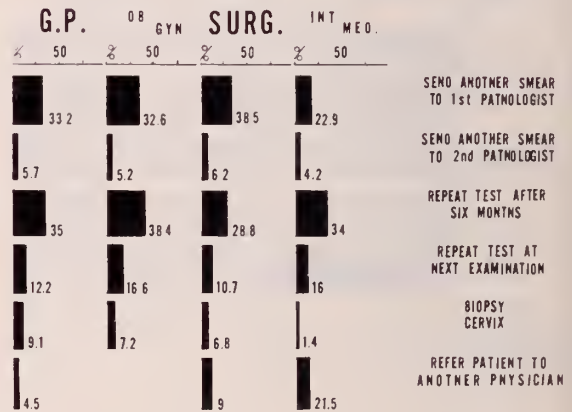 G.P. OB GYN SURG. INT MED.
% 50 % 50 % 50 % 50
33.2 32.6 38.5 22.9 SEND ANOTHER SMEAR
TO 1st PATHOLOGIST
5.7 5.2 6.2 4.2 SEND ANOTHER SMEAR
TO 2nd PATHOLOGIST
35 38.4 28.8 34 REPEAT TEST AFTER
SIX MONTHS
12.2 16.6 10.7 16 REPEAT TEST AT
NEXT EXAMINATION
9.1 7.2 6.8 1.4 BIOPSY
CERVIX
4.5 9 21.5 REFER PATIENT TO
ANOTHER PHYSICIAN